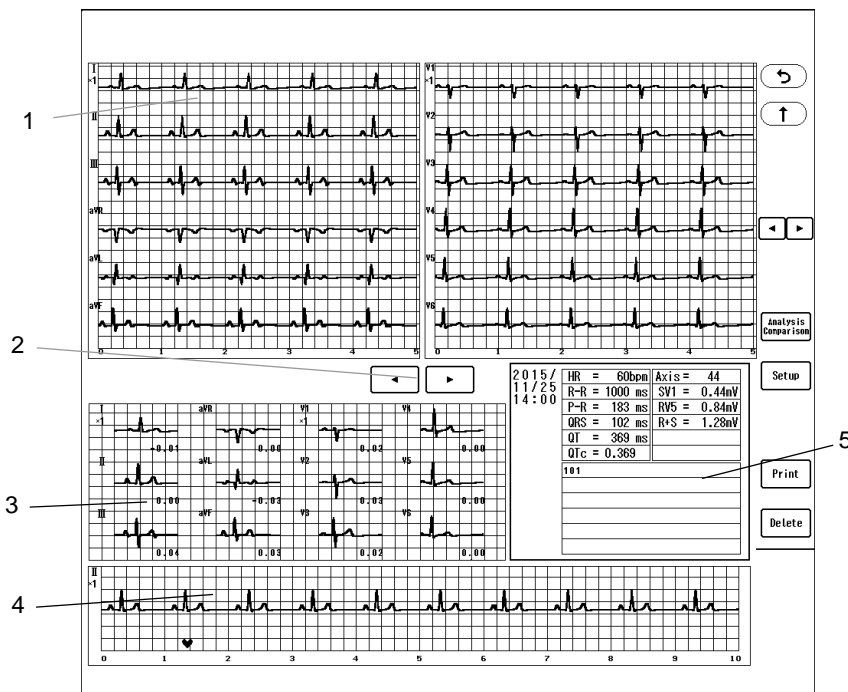 I
×1
II
III
aVR
aVL
aVF
0 1 2 3 4 5
V1
×1
V2
V3
V4
V5
V6
0 1 2 3 4 5
1
2
3
4
5
Analysis
Comparison
Setup
Print
Delete
2015/
11/25
14:00
HR = 60bpm Axis= 44
R-R = 1000 ms SV1 = 0.44mV
P-R = 183 ms RV5 = 0.84mV
QRS = 102 ms R+S = 1.28mV
QT = 369 ms
QTc = 0.369
101
I aVR V1 V4
×1 ×1
-0.01 0.00 0.02 0.00
II aVL V2 V5
0.00 -0.03 0.03 0.00
III aVF V3 V6
0.04 0.03 0.02 0.00
II
×1
0 1 2 3 4 5 6 7 8 9 10